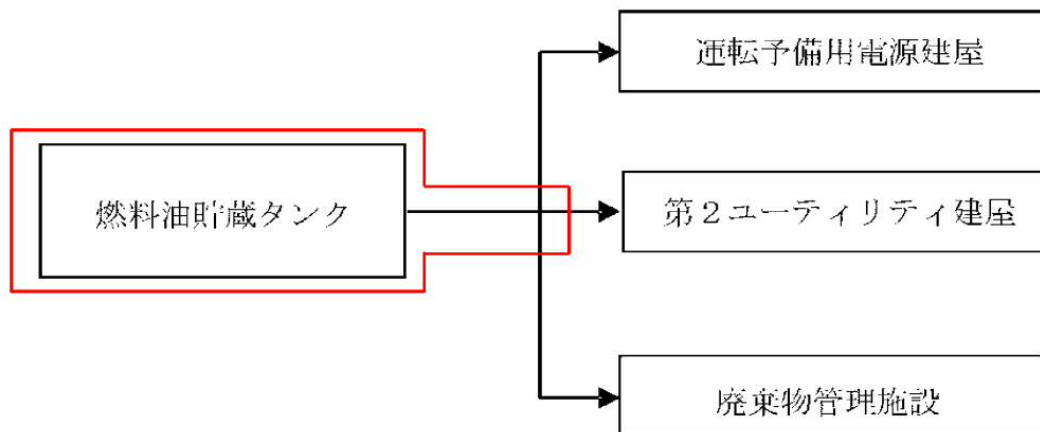 運転予備用電源建屋
燃料油貯蔵タンク
第2ユーティリティ建屋
廃棄物管理施設